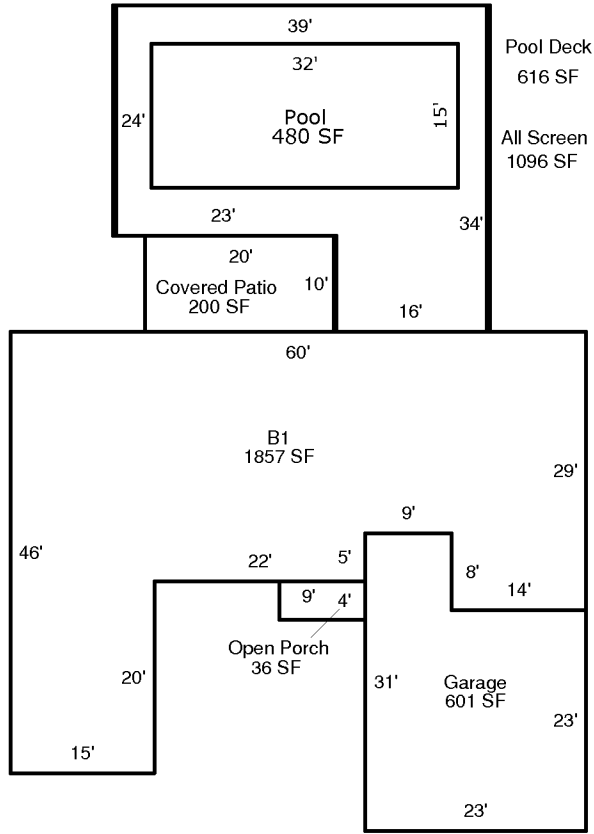 39'
Pool Deck
616 SF
32'
24'
Pool
480 SF
15'
All Screen
1096 SF
23'
34'
20'
Covered Patio
200 SF
10'
16'
60'
B1
1857 SF
29'
9'
46'
22'
5'
8'
14'
9'
4'
Open Porch
36 SF
20'
31'
Garage
601 SF
23'
15'
23'